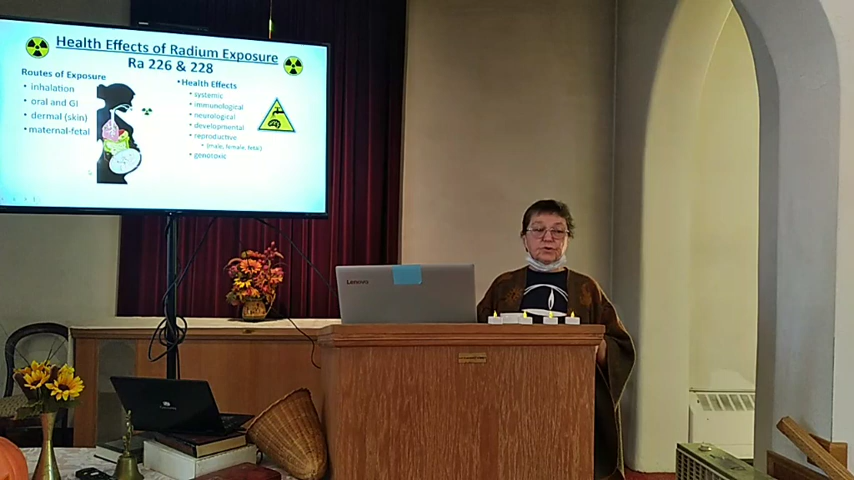 Health Effects of Radium Exposure
Ra 226 & 228
Routes of Exposure
• inhalation
• oral and GI
• dermal (skin)
• maternal-fetal
• Health Effects
• systemic
• immunological
• neurological
• developmental
• reproductive
• (male, female, fetal)
• genotoxic
Lenovo